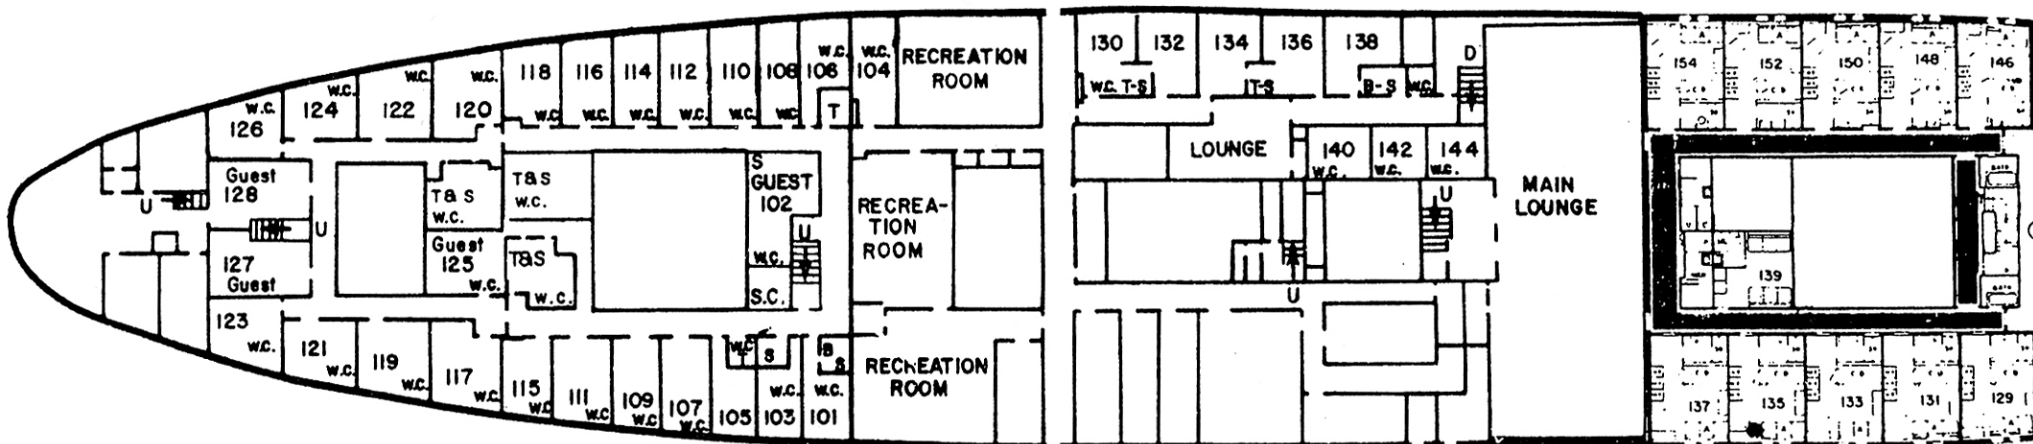 118
116
114
112
110
108
W.C.
106
W.C.
104
RECREATION
ROOM
W.C.
124
W.C.
122
W.C.
120
W.C.
W.C.
W.C.
W.C.
W.C.
W.C.
T
W.C.
126
Guest
128
U
U
127
Guest
T&S
W.C.
T&S
W.C.
Guest
125
W.C.
T&S
W.C.
S
GUEST
102
U
W.C.
S.C.
RECREA-
TION
ROOM
123
W.C.
121
W.C.
119
W.C.
117
W.C.
115
W.C
111
W.C
109
W.C
107
W.C.
W.C
S
105
W.C.
103
B
S
W.C.
101
RECREATION
ROOM
130
132
134
136
138
D
W.C.
T-S
T-S
B-S
W.C.
LOUNGE
140
W.C.
142
W.C.
144
W.C.
U
U
MAIN
LOUNGE
154
152
150
148
146
139
137
135
133
131
129